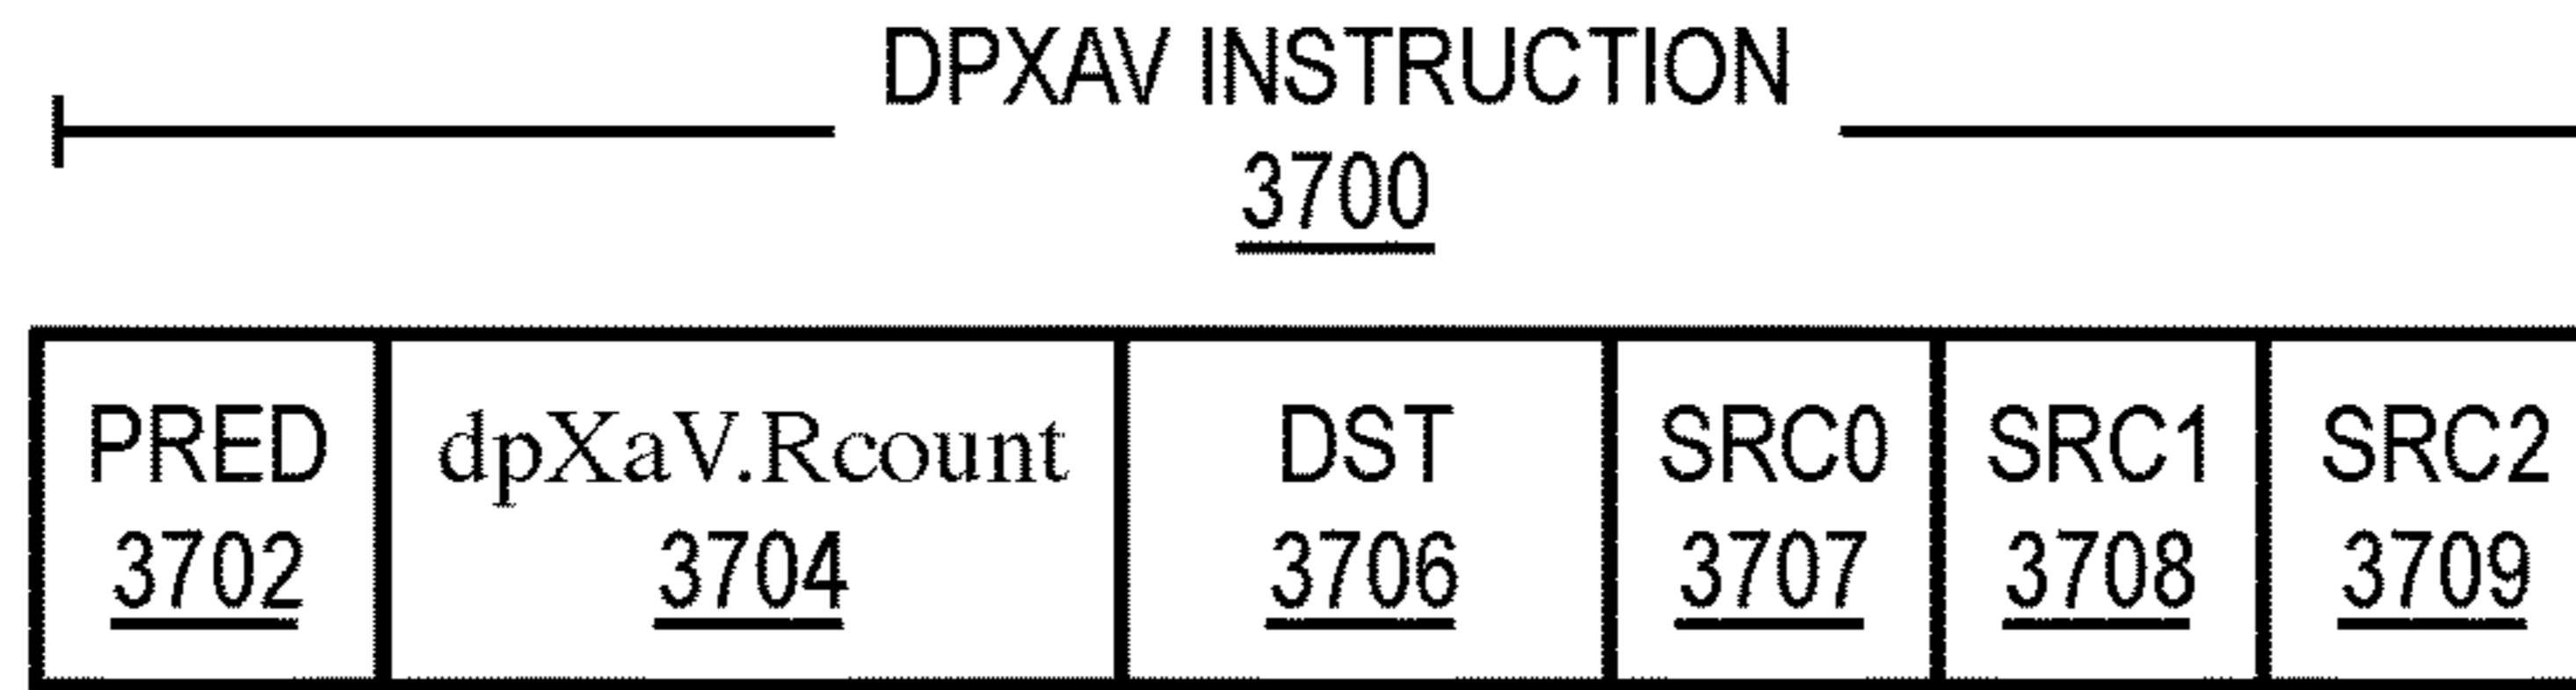 DPXAV INSTRUCTION
3700
PRED dpXaV.Rcount DST SRC0 SRC1 SRC2
3702 3704 3706 3707 3708 3709